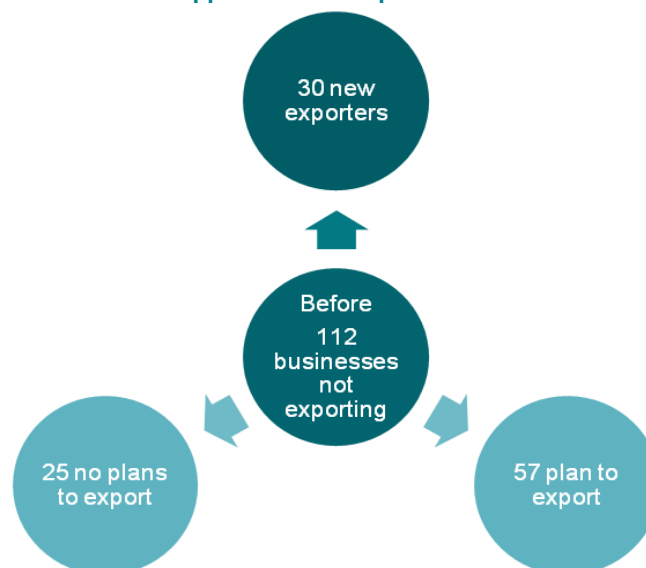 30 new
exporters
Before
112
businesses
not
exporting
25 no plans
to export
57 plan to
export